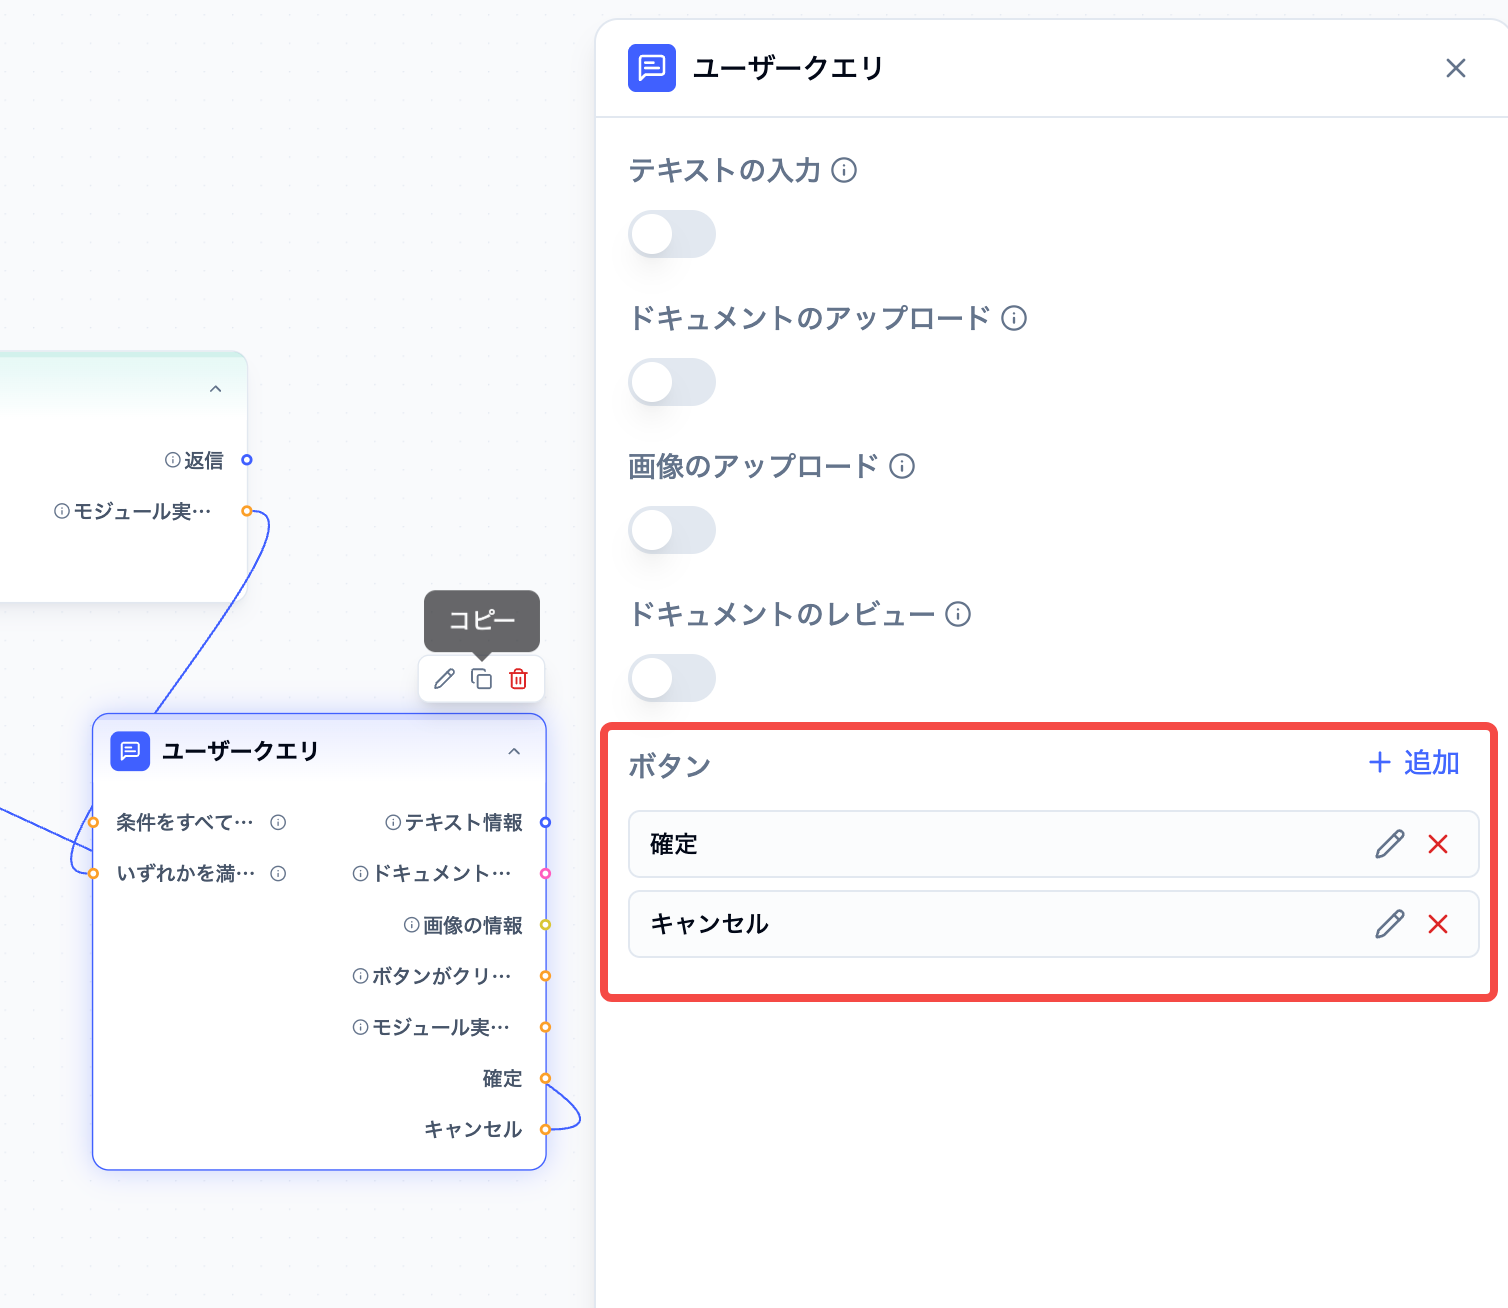 ユーザークエリ
テキストの入力
ドキュメントのアップロード
画像のアップロード
ドキュメントのレビュー
ボタン
追加
確定
キャンセル
返信
モジュール実…
コピー
ユーザークエリ
条件をすべて…
テキスト情報
いずれかを満…
ドキュメント…
画像の情報
ボタンがクリ…
モジュール実…
確定
キャンセル